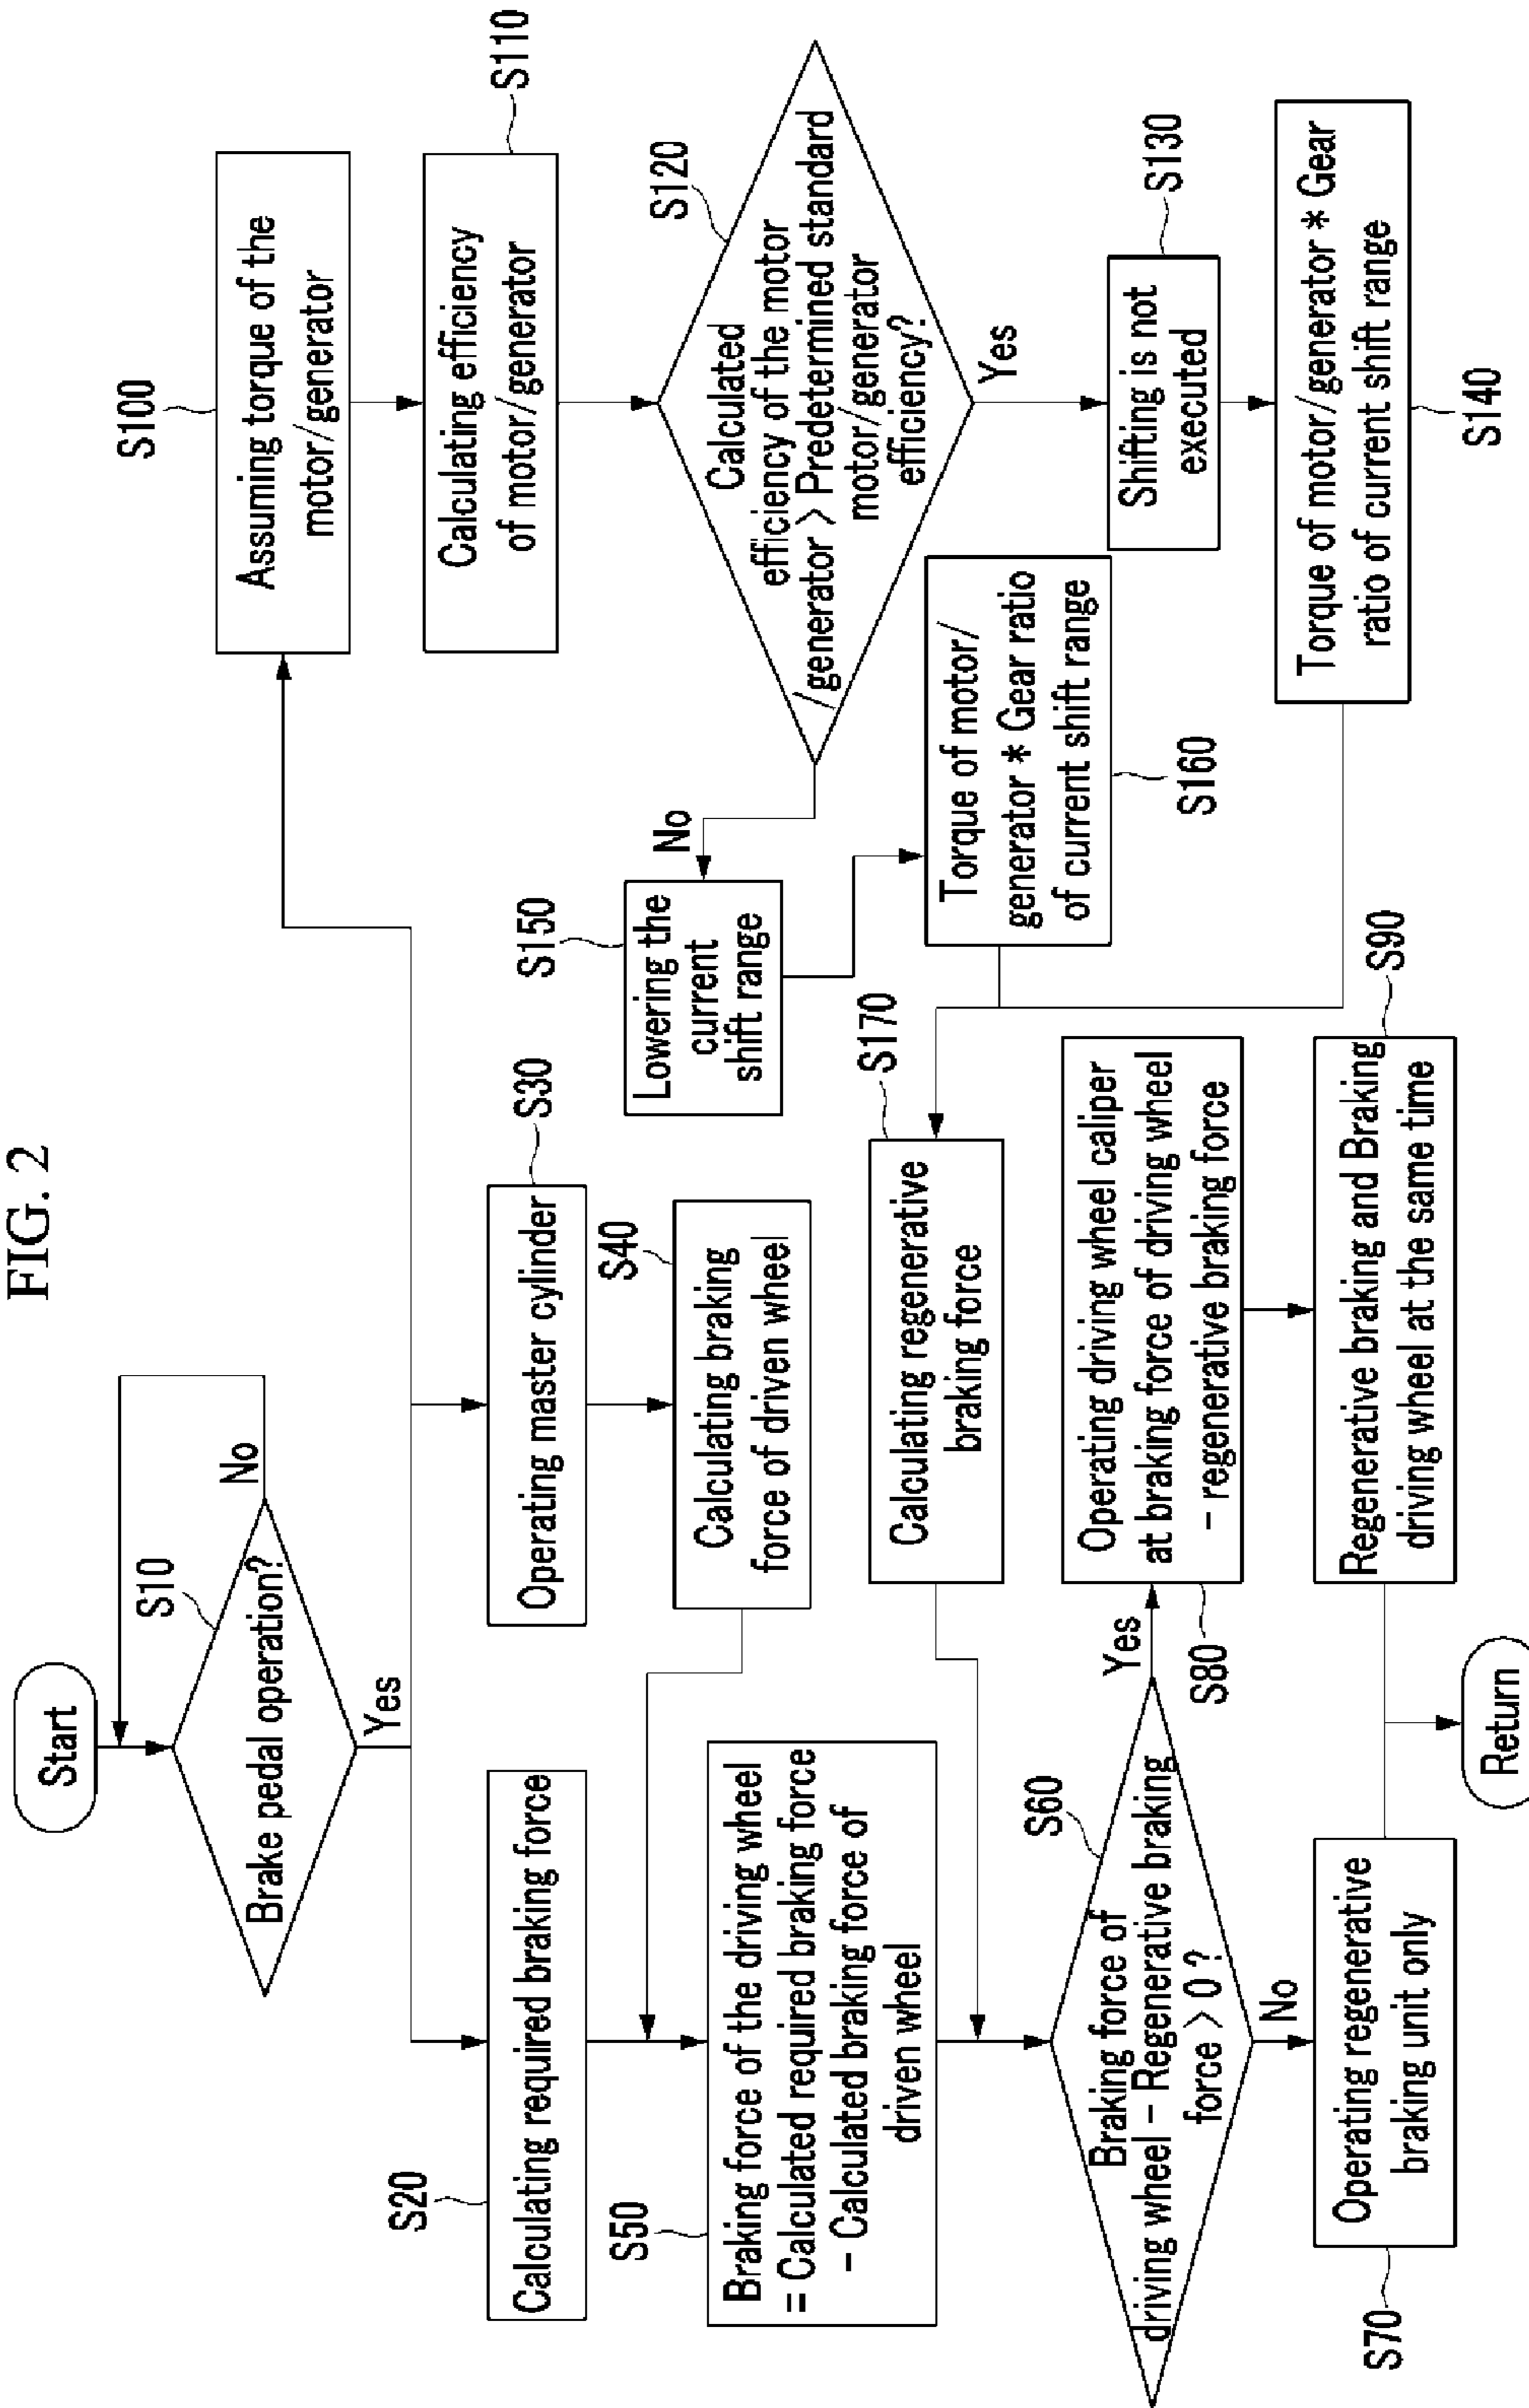 FIG. 2
Start
S10
Brake pedal operation?
No
Yes
S20
Calculating required braking force
S30
Operating master cylinder
S40
Calculating braking
force of driven wheel
S50
Braking force of the driving wheel
= Calculated required braking force
- Calculated braking force of
driven wheel
S60
Braking force of
driving wheel - Regenerative braking
force > 0 ?
No
Yes
S70
Operating regenerative
braking unit only
S80
Operating driving wheel caliper
at braking force of driving wheel
- regenerative braking force
S90
Regenerative braking and Braking
driving wheel at the same time
Return
S100
Assuming torque of the
motor/generator
S110
Calculating efficiency
of motor/generator
S120
Calculated
efficiency of the motor
/generator > Predetermined standard
motor/generator
efficiency?
Yes
No
S130
Shifting is not
executed
S140
Torque of motor/generator * Gear
ratio of current shift range
S150
Lowering the
current
shift range
S160
Torque of motor/
generator * Gear ratio
of current shift range
S170
Calculating regenerative
braking force